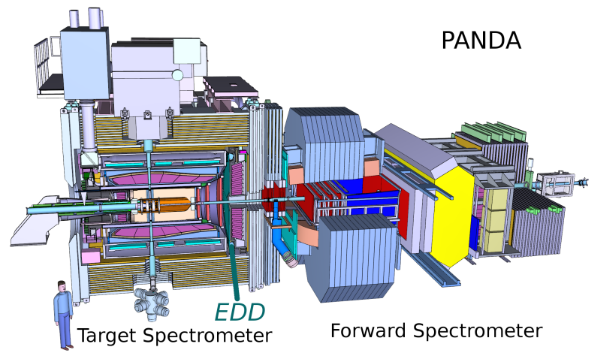 PANDA
EDD
Target Spectrometer
Forward Spectrometer